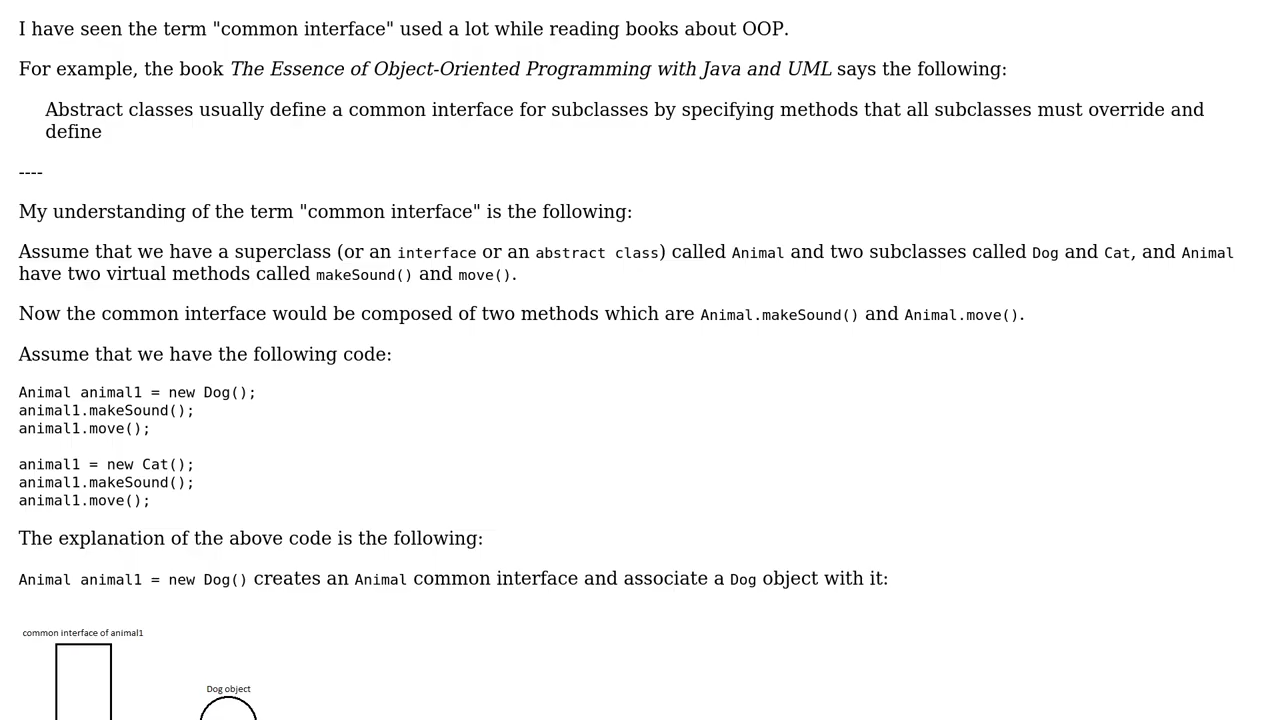 I have seen the term "common interface" used a lot while reading books about OOP.
For example, the book The Essence of Object-Oriented Programming with Java and UML says the following:
Abstract classes usually define a common interface for subclasses by specifying methods that all subclasses must override and
define
----
My understanding of the term "common interface" is the following:
Assume that we have a superclass (or an interface or an abstract class) called Animal and two subclasses called Dog and Cat, and Animal
have two virtual methods called makeSound() and move().
Now the common interface would be composed of two methods which are Animal.makeSound() and Animal.move().
Assume that we have the following code:
Animal animal1 = new Dog();
animal1.makeSound();
animal1.move();
animal1 = new Cat();
animal1.makeSound();
animal1.move();
The explanation of the above code is the following:
Animal animal1 = new Dog() creates an Animal common interface and associate a Dog object with it:
common interface of animal1
Dog object